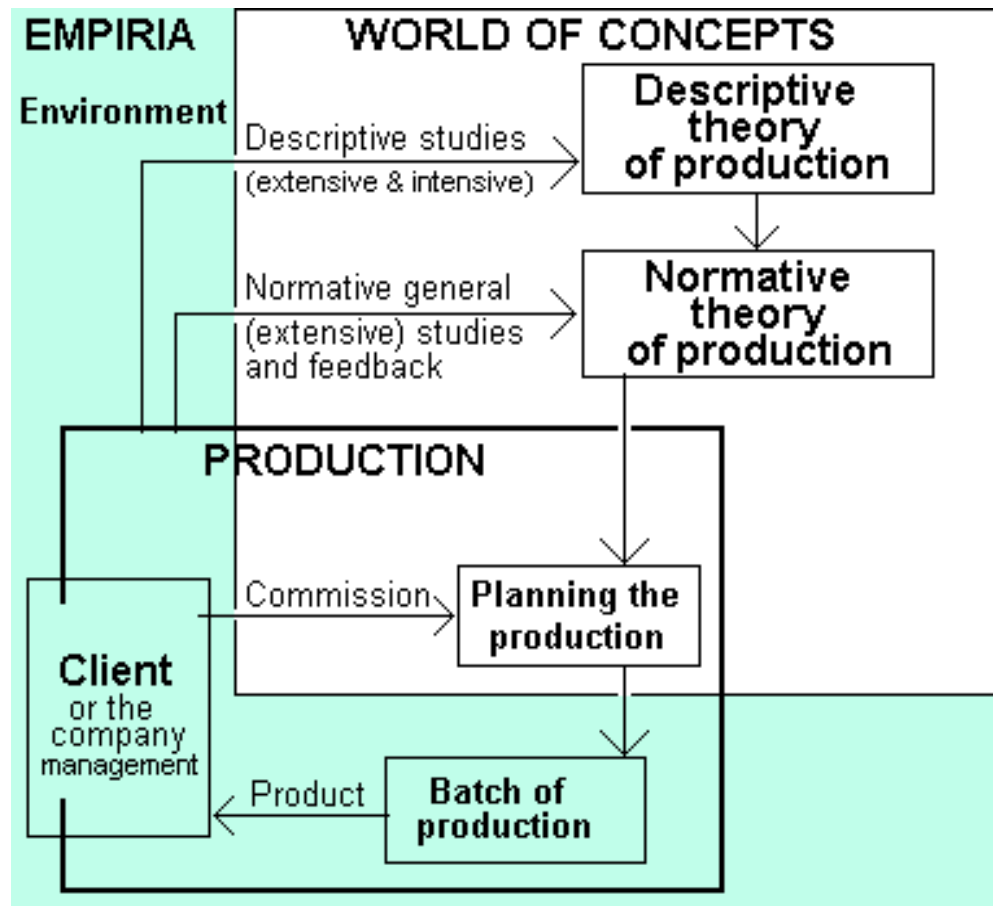 EMPIRIA
WORLD OF CONCEPTS
Environment
Descriptive
theory
of production
Descriptive studies
(extensive & intensive)
Normative
theory
of production
Normative general
(extensive) studies
and feedback
PRODUCTION
Commission
Planning the
production
Client
or the
company
management
Product
Batch of
production